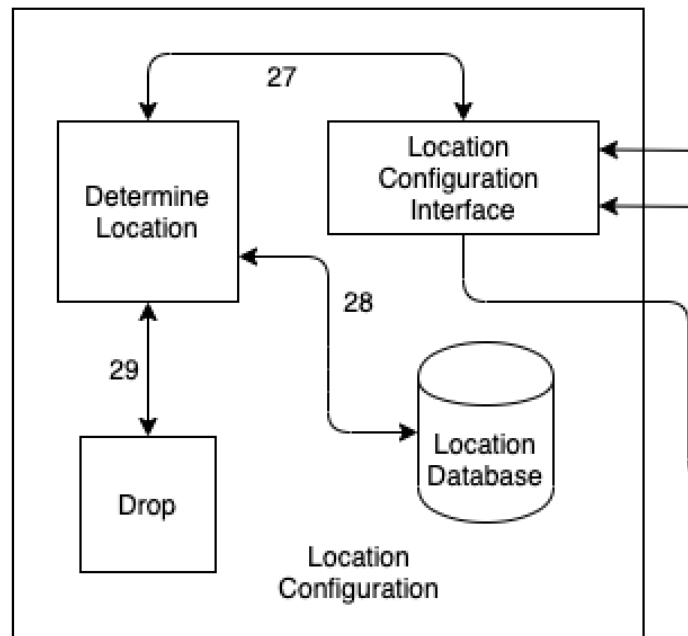 27
Determine
Location
Location
Configuration
Interface
28
29
Location
Database
Drop
Location
Configuration